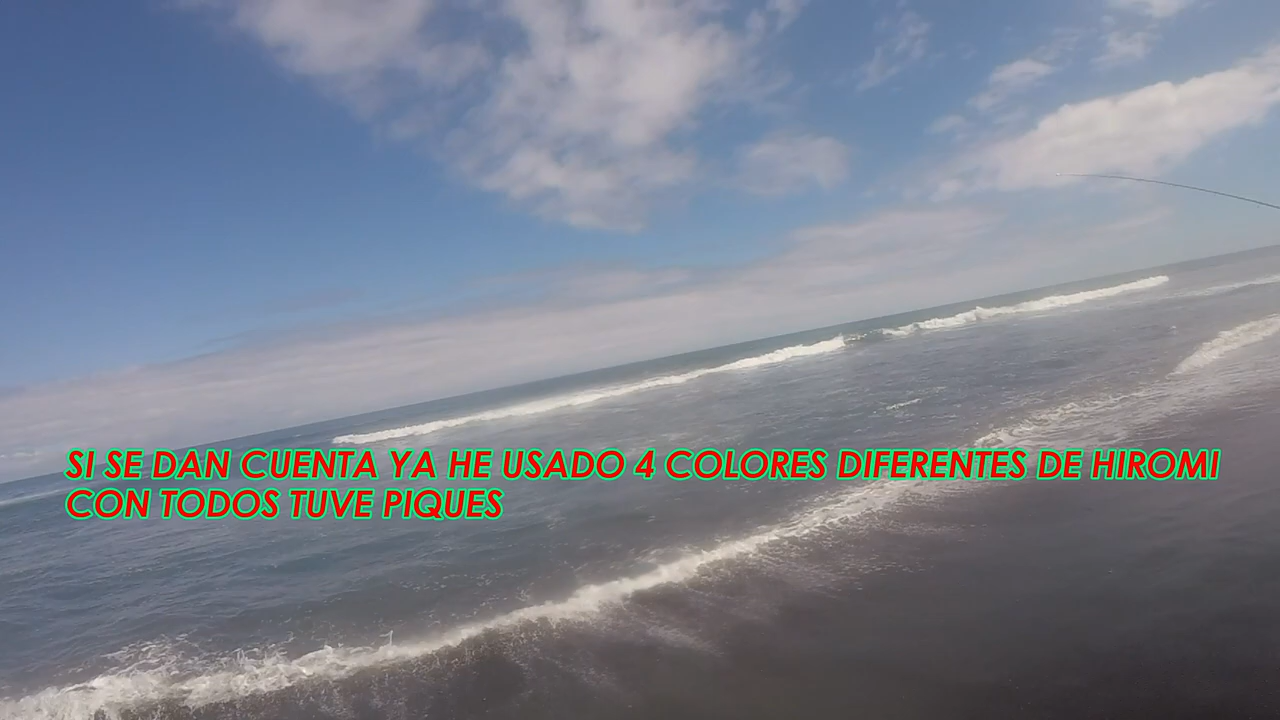 SI SE DAN CUENTA YA HE USADO 4 COLORES DIFERENTES DE HIROMI
CON TODOS TUVE PIQUES